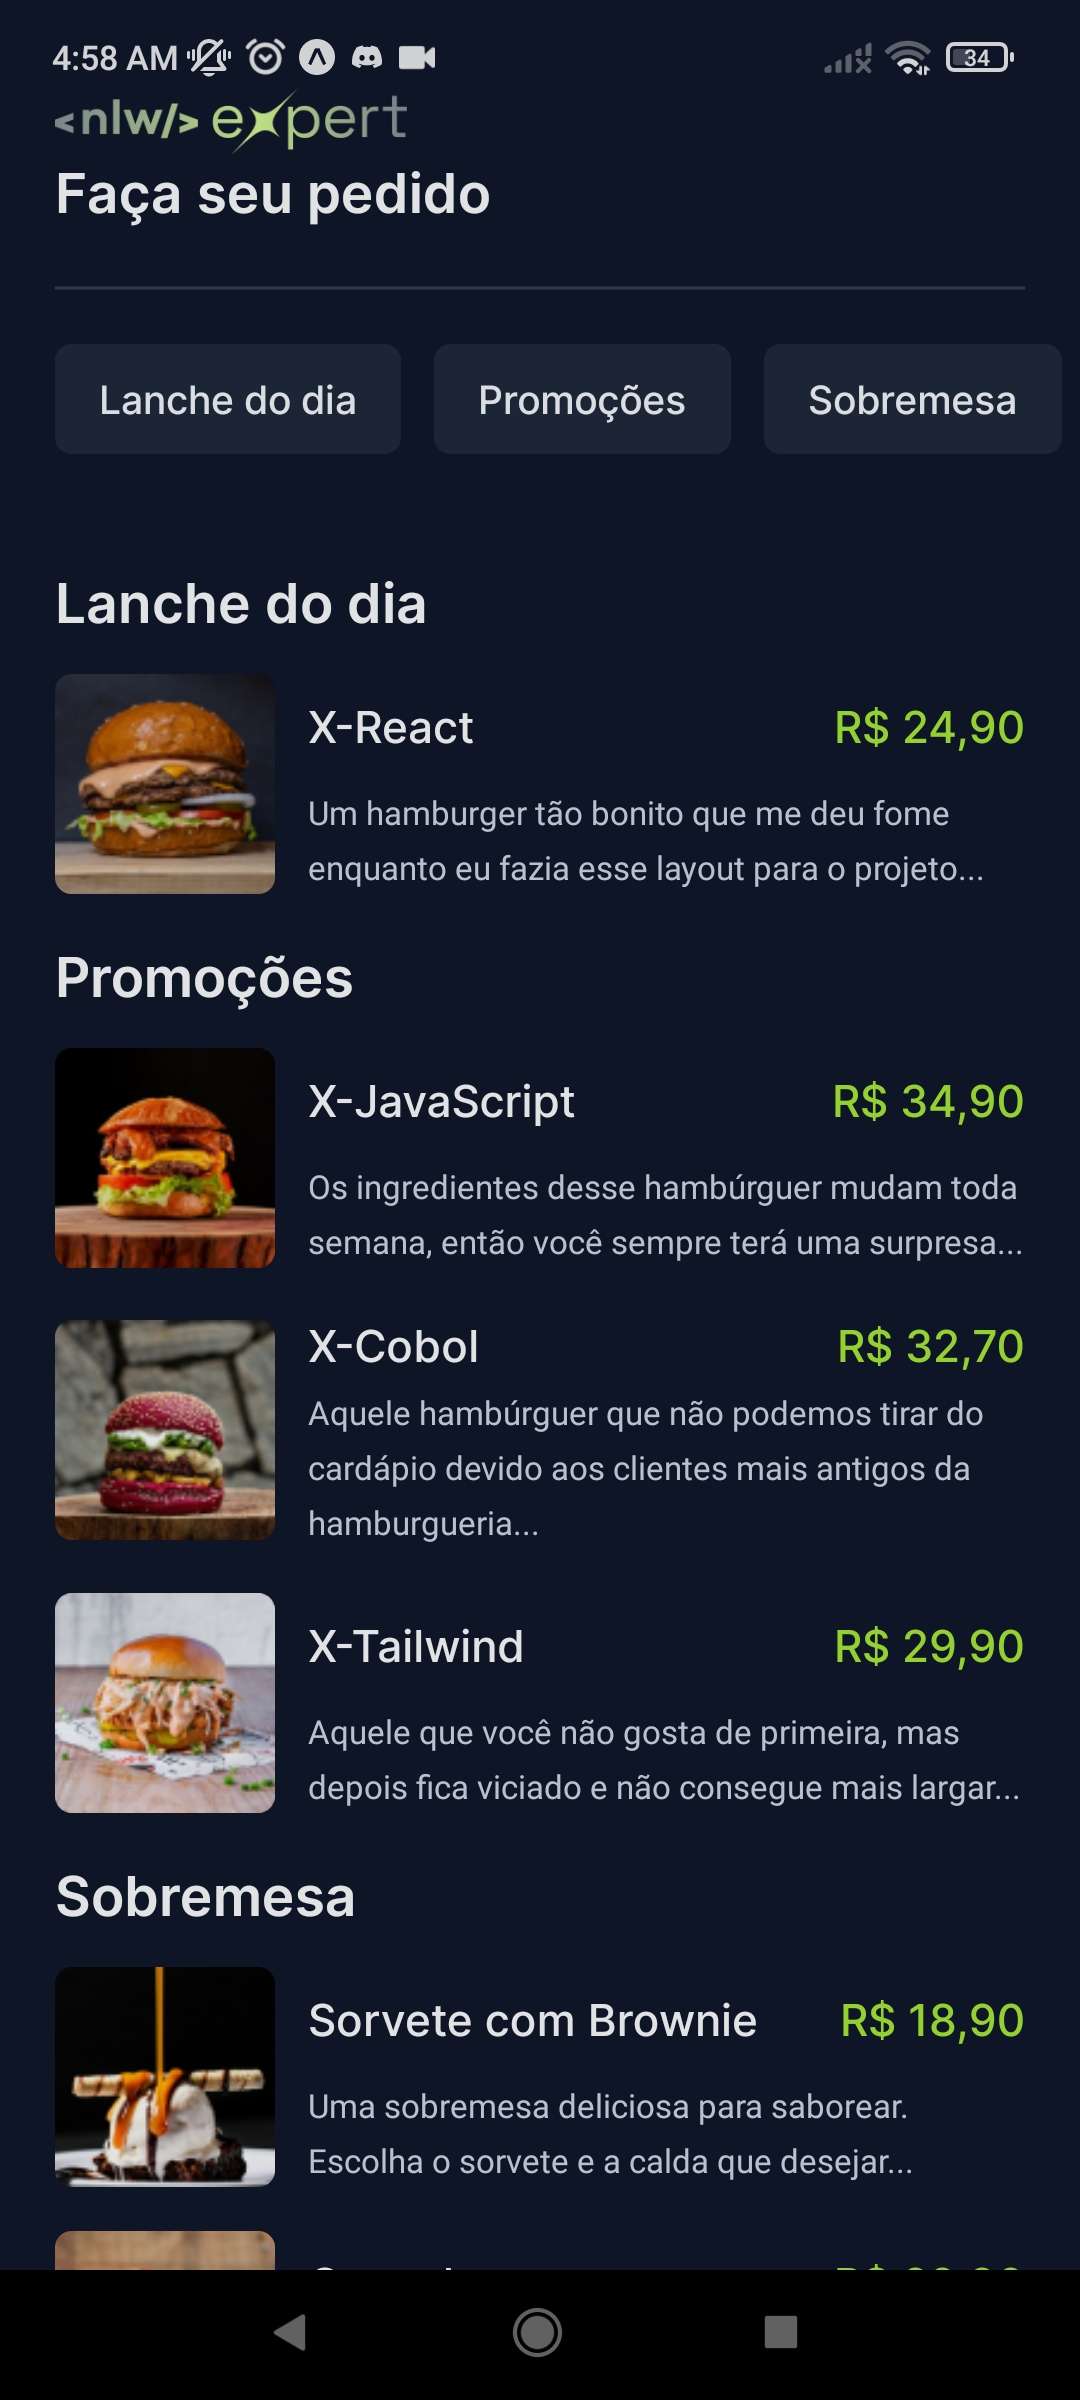 4:58 AM
34
<nlw/> expert
Faça seu pedido
Lanche do dia
Promoções
Sobremesa
Lanche do dia
X-React
R$ 24,90
Um hamburger tão bonito que me deu fome
enquanto eu fazia esse layout para o projeto...
Promoções
X-JavaScript
R$ 34,90
Os ingredientes desse hambúrguer mudam toda
semana, então você sempre terá uma surpresa...
X-Cobol
R$ 32,70
Aquele hambúrguer que não podemos tirar do
cardápio devido aos clientes mais antigos da
hamburgueria...
X-Tailwind
R$ 29,90
Aquele que você não gosta de primeira, mas
depois fica viciado e não consegue mais largar...
Sobremesa
Sorvete com Brownie
R$ 18,90
Uma sobremesa deliciosa para saborear.
Escolha o sorvete e a calda que desejar...